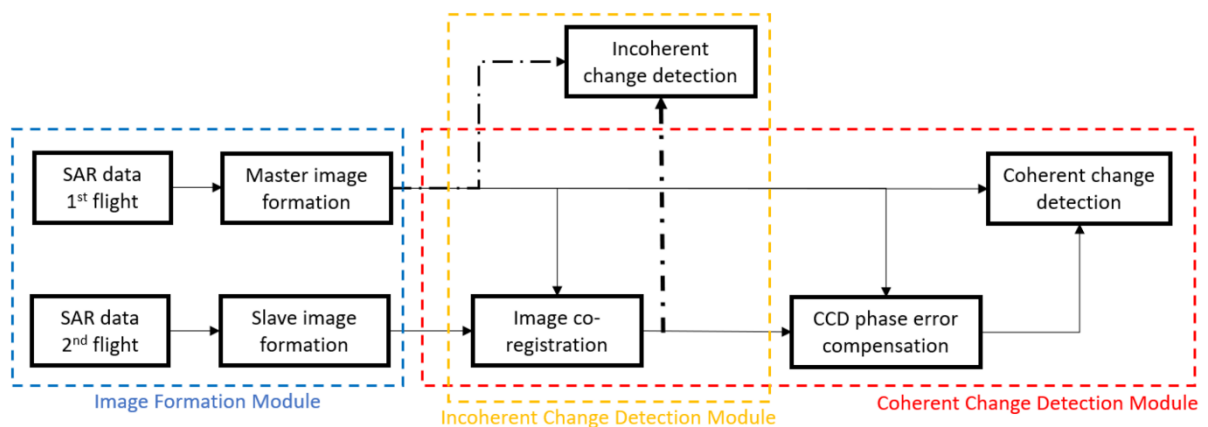 Incoherent
change detection
SAR data
1st flight
Master image
formation
Coherent change
detection
SAR data
2nd flight
Slave image
formation
Image co-
registration
CCD phase error
compensation
Image Formation Module
Incoherent Change Detection Module
Coherent Change Detection Module